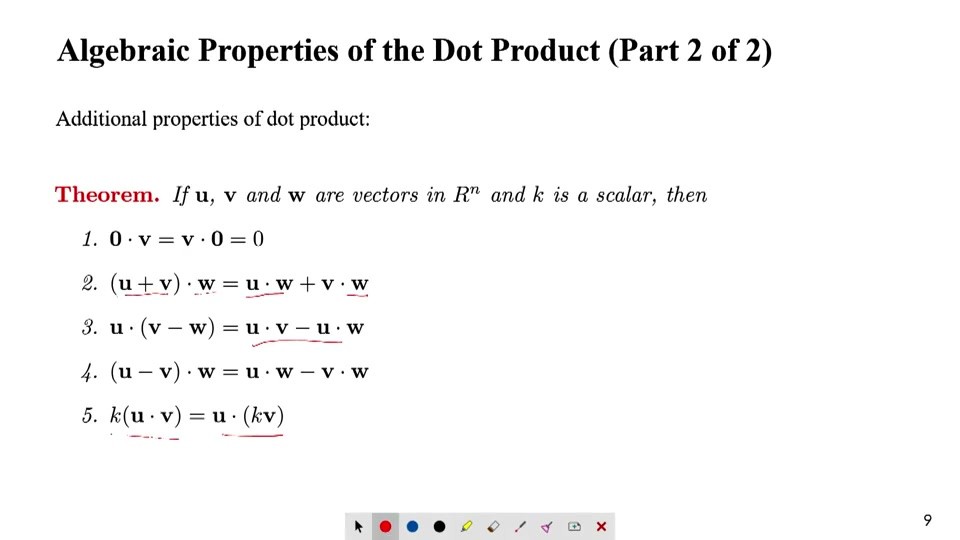 Algebraic Properties of the Dot Product (Part 2 of 2)
Additional properties of dot product:
Theorem. If u, v and w are vectors in Rⁿ and k is a scalar, then
1. 0 · v = v · 0 = 0
2. (u + v) · w = u · w + v · w
3. u · (v − w) = u · v − u · w
4. (u − v) · w = u · w − v · w
5. k(u · v) = u · (kv)
9